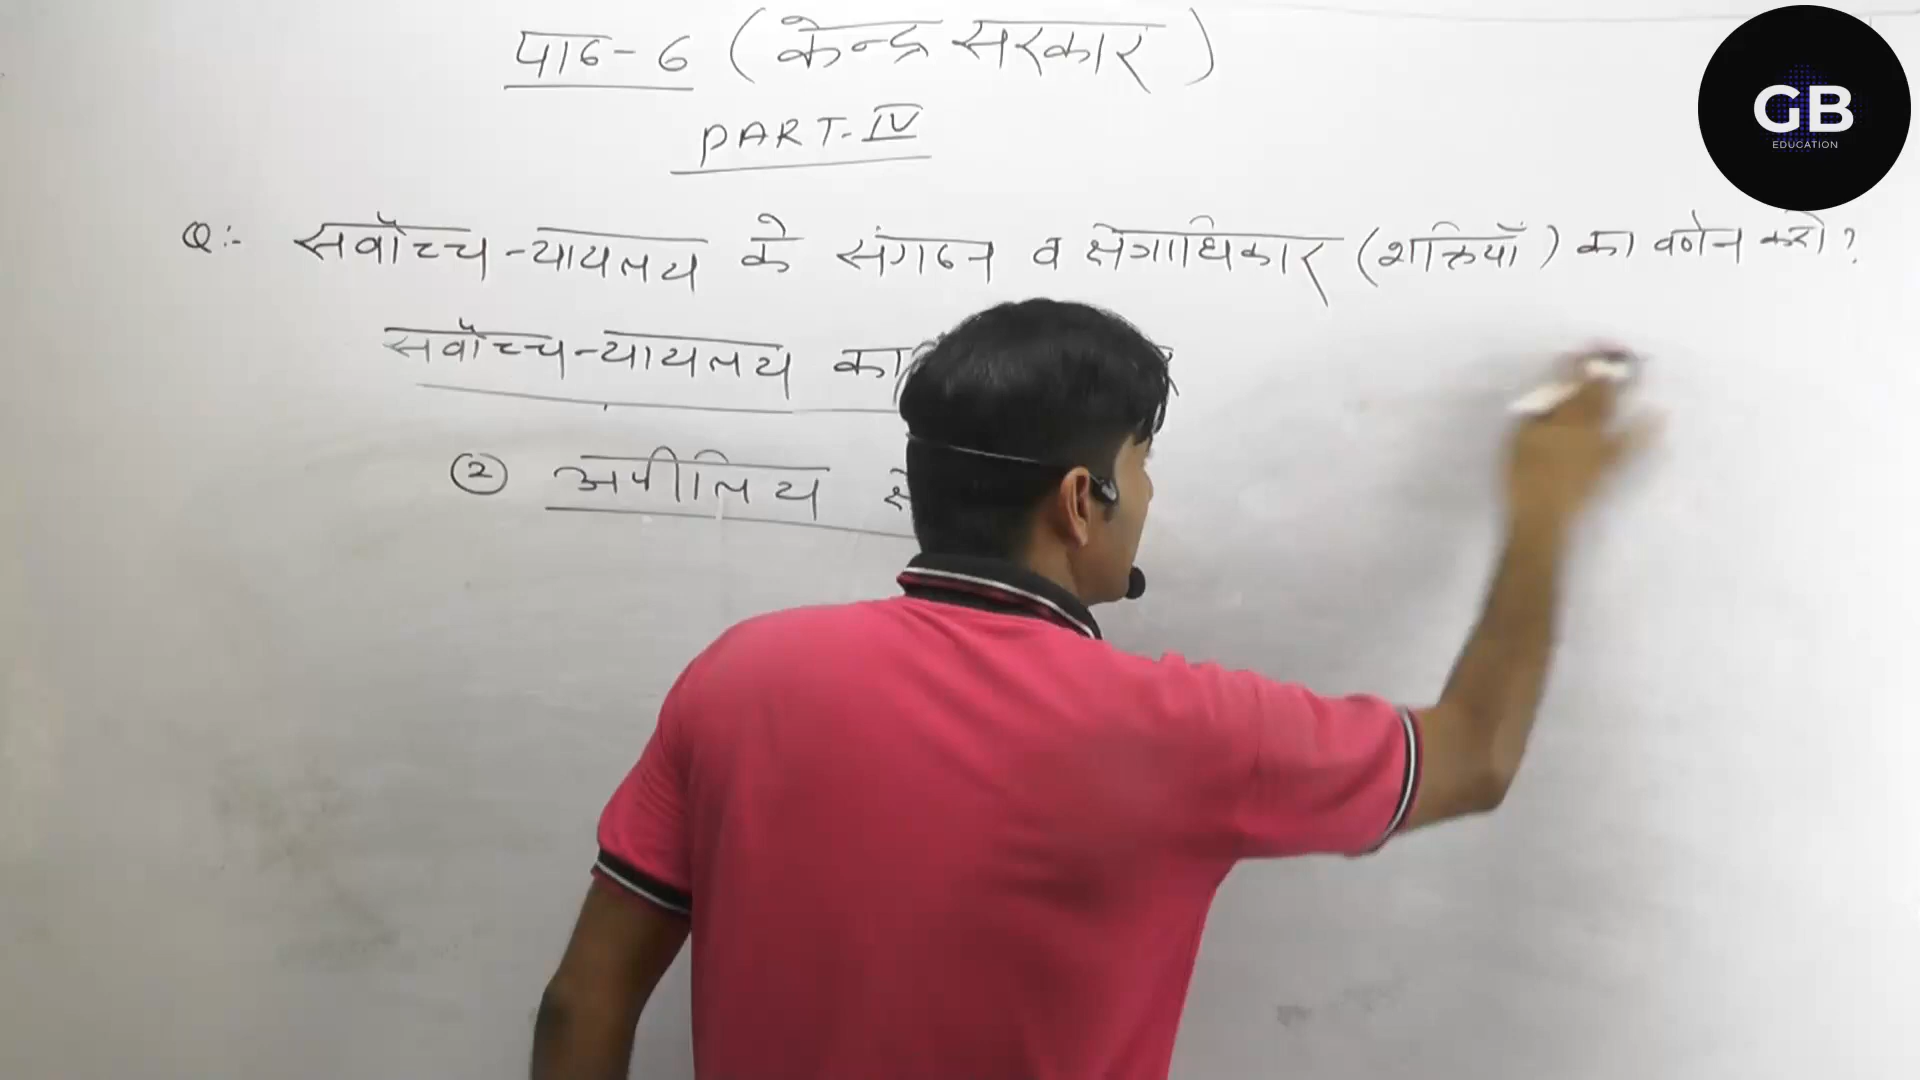 पाठ-6 (केन्द्र सरकार)
PART-IV
GB
EDUCATION
Q:- सर्वोच्च न्यायलय के संगठन व क्षेत्राधिकार (शक्तियाँ) का वर्णन करो?
सर्वोच्च न्यायलय का
② अपीलिय क्षे